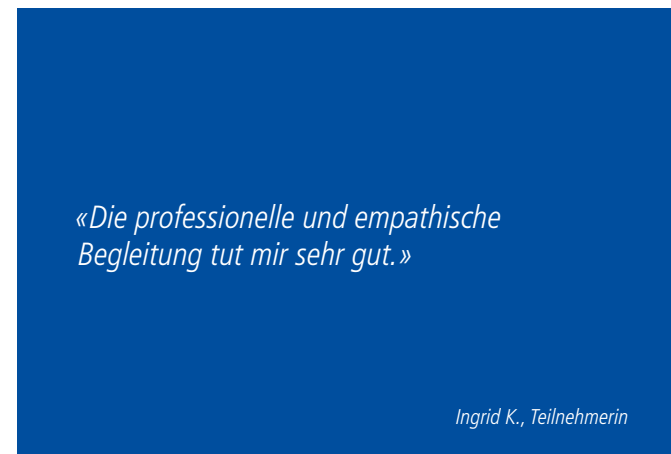 «Die professionelle und empathische
Begleitung tut mir sehr gut.»
Ingrid K., Teilnehmerin